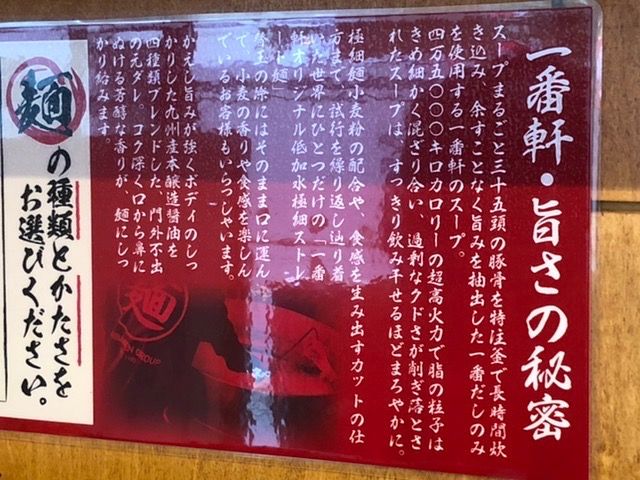 一番軒・旨さの秘密
スープまるごと三十五頭の豚骨を特注釜で長時間炊
き込み、余すことなく旨みを抽出した一番だしのみ
を使用する一番軒のスープ。
四万五〇〇〇キロカロリーの超高火力で脂の粒子は
きめ細かく混ざり合い、過剰なクドさが削ぎ落とさ
れたスープは、すっきり飲み干せるほどまろやかに。
極細麺小麦粉の配合や、食感を生み出すカットの仕
方まで、試行を繰り返し辿り着
いた世界にひとつだけの「一番
軒オリジナル低加水極細ストレ
ート麺」
替玉の際にはそのまま口に運ん
で、小麦の香りや食感を楽しん
でいるお客様もいらっしゃいます。
かえし旨みが強くボディのしっ
かりした九州産本醸造醤油を
四種類ブレンドした、門外不出
の元ダレ。コク深く口から鼻に
ぬける芳醇な香りが、麺にしっ
かり絡みます。
麺
GROUP
麺の種類とかたさを
お選びください。